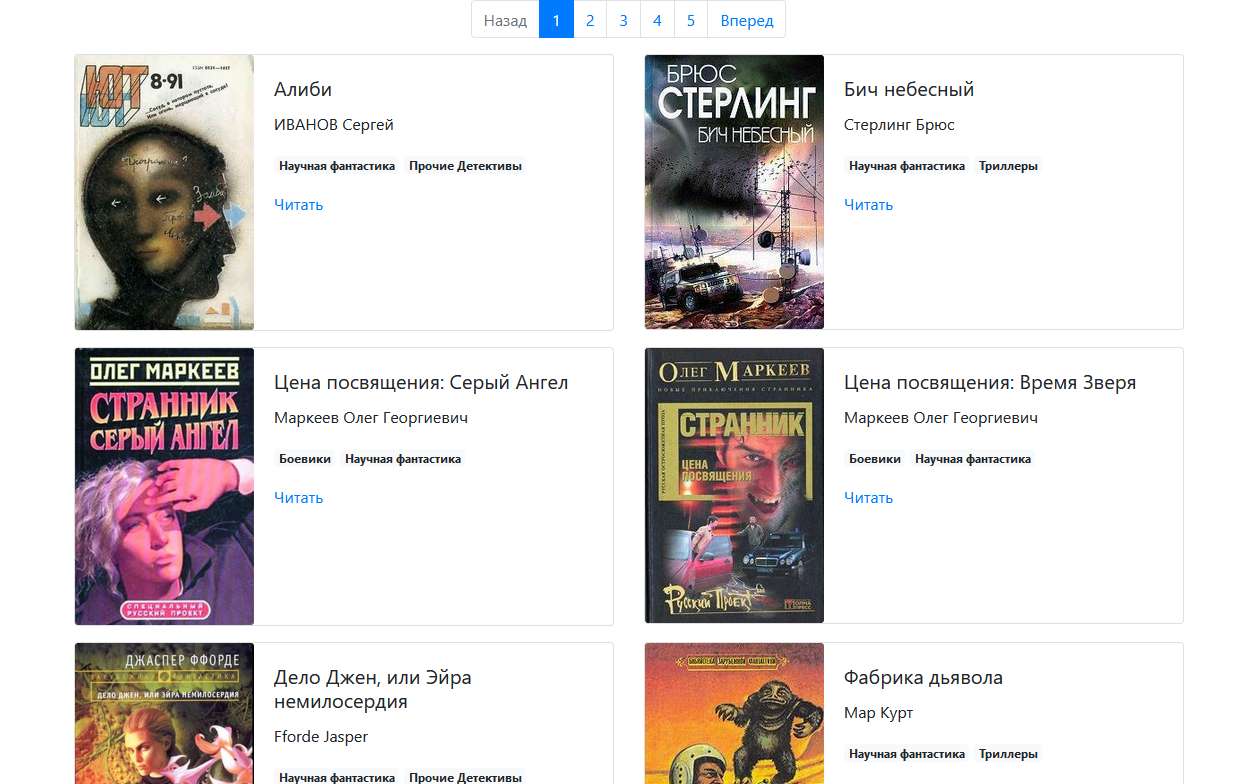 Назад 1 2 3 4 5 Вперед
ЮТ 8-91
Алиби
ИВАНОВ Сергей
Научная фантастика Прочие Детективы
Читать
БРЮС
СТЕРЛИНГ
БИЧ НЕБЕСНЫЙ
Бич небесный
Стерлинг Брюс
Научная фантастика Триллеры
Читать
ОЛЕГ МАРКЕЕВ
СТРАННИК
СЕРЫЙ АНГЕЛ
СПЕЦИАЛЬНЫЙ
РУССКИЙ ПРОЕКТ
Цена посвящения: Серый Ангел
Маркеев Олег Георгиевич
Боевики Научная фантастика
Читать
ОЛЕГ МАРКЕЕВ
НОВЫЕ ПРИКЛЮЧЕНИЯ СТРАННИКА
СТРАННИК
ЦЕНА
ПОСВЯЩЕНИЯ
Русский Проект
Цена посвящения: Время Зверя
Маркеев Олег Георгиевич
Боевики Научная фантастика
Читать
ДЖАСПЕР ФФОРДЕ
ДЕЛО ДЖЕН, ИЛИ ЭЙРА НЕМИЛОСЕРДИЯ
Дело Джен, или Эйра
немилосердия
Fforde Jasper
Научная фантастика Прочие Детективы
Фабрика дьявола
Мар Курт
Научная фантастика Триллеры